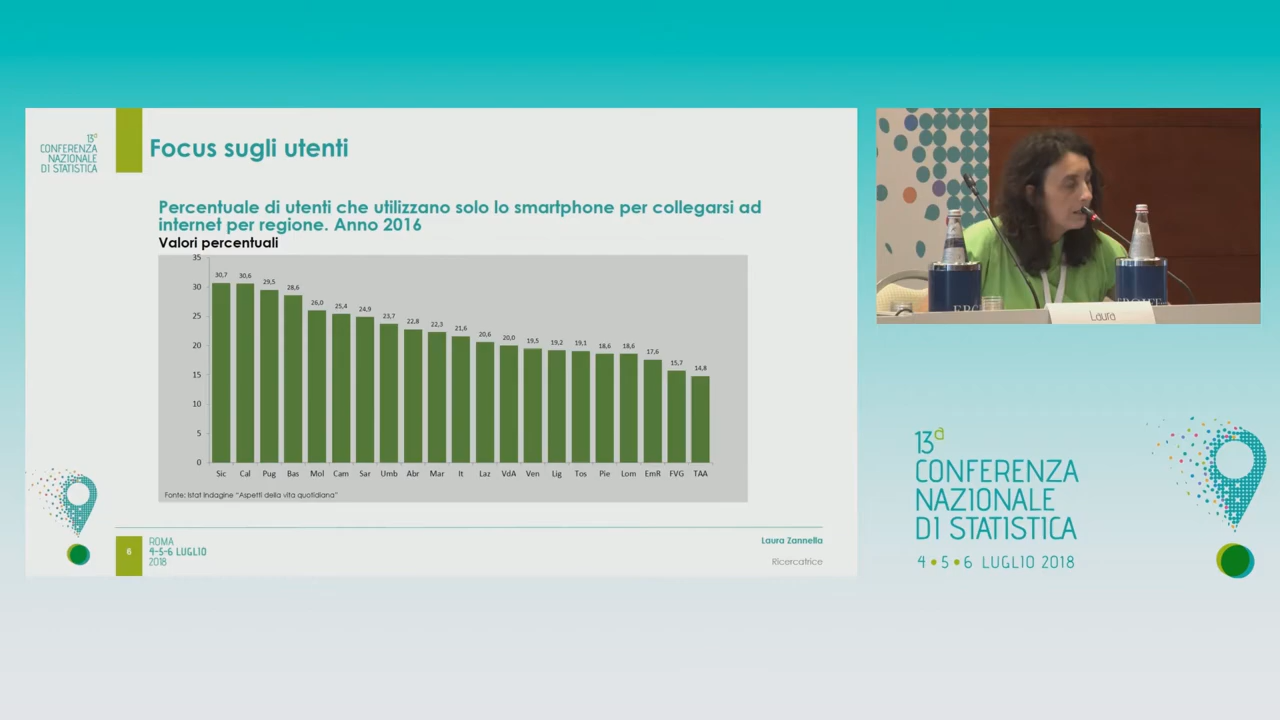 13ª
CONFERENZA
NAZIONALE
DI STATISTICA
Focus sugli utenti
Percentuale di utenti che utilizzano solo lo smartphone per collegarsi ad
internet per regione. Anno 2016
Valori percentuali
35
30
25
20
15
10
5
0
30,7 30,6 29,5 28,6 26,0 25,4 24,9 23,7 22,8 22,3 21,6 20,6 20,0 19,5 19,2 19,1 18,6 18,6 17,6 15,7 14,8
Sic Cal Pug Bas Mol Cam Sar Umb Abr Mar It Laz VdA Ven Lig Tos Pie Lom EmR FVG TAA
Fonte: Istat Indagine “Aspetti della vita quotidiana”
6
ROMA
4-5-6 LUGLIO
2018
Laura Zannella
Ricercatrice
Laura
13ª
CONFERENZA
NAZIONALE
DI STATISTICA
4 • 5 • 6 LUGLIO 2018